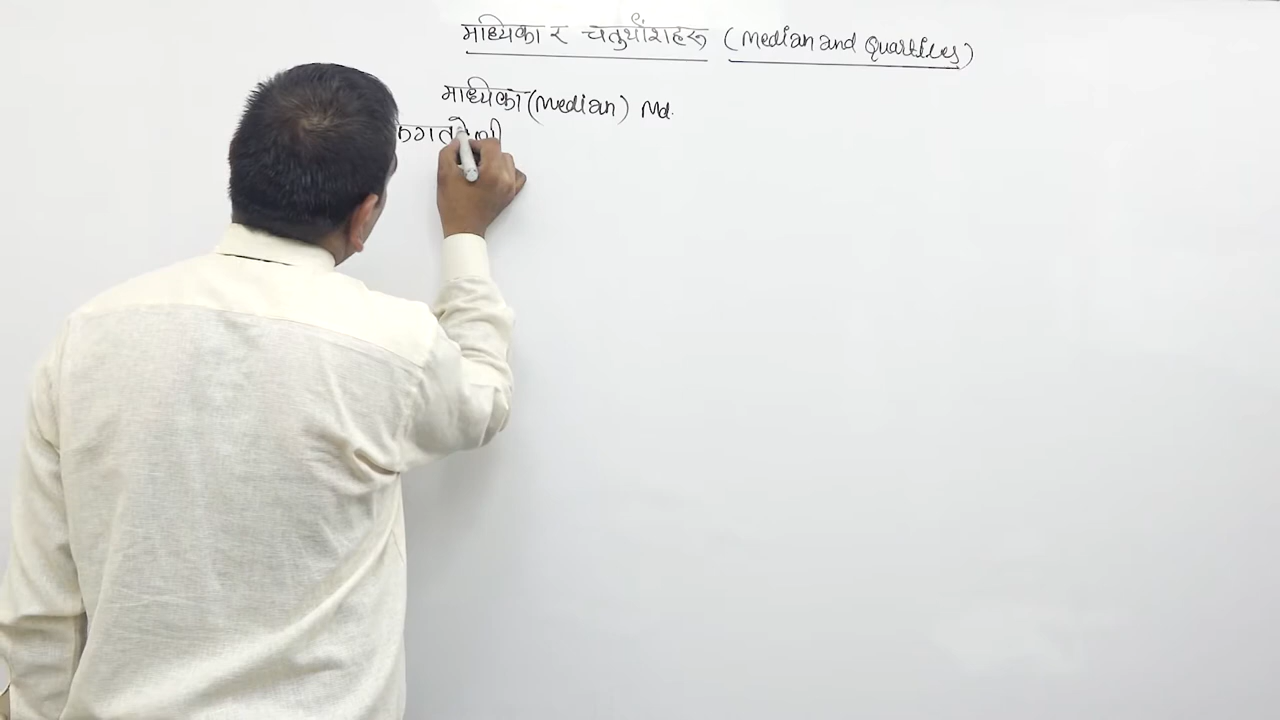 माध्यिका र चतुर्थांशहरू (Median and Quartiles)
माध्यिका (Median) Md.